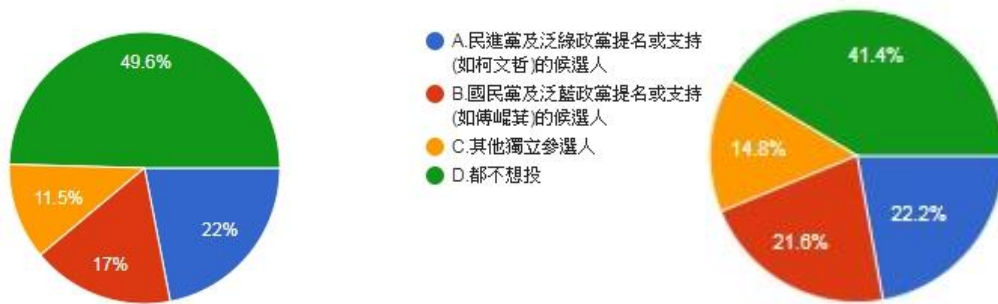 49.6%
11.5%
17%
22%
A.民進黨及泛綠政黨提名或支持
(如柯文哲)的候選人
B.國民黨及泛藍政黨提名或支持
(如傅崐萁)的候選人
C.其他獨立參選人
D.都不想投
41.4%
14.8%
21.6%
22.2%